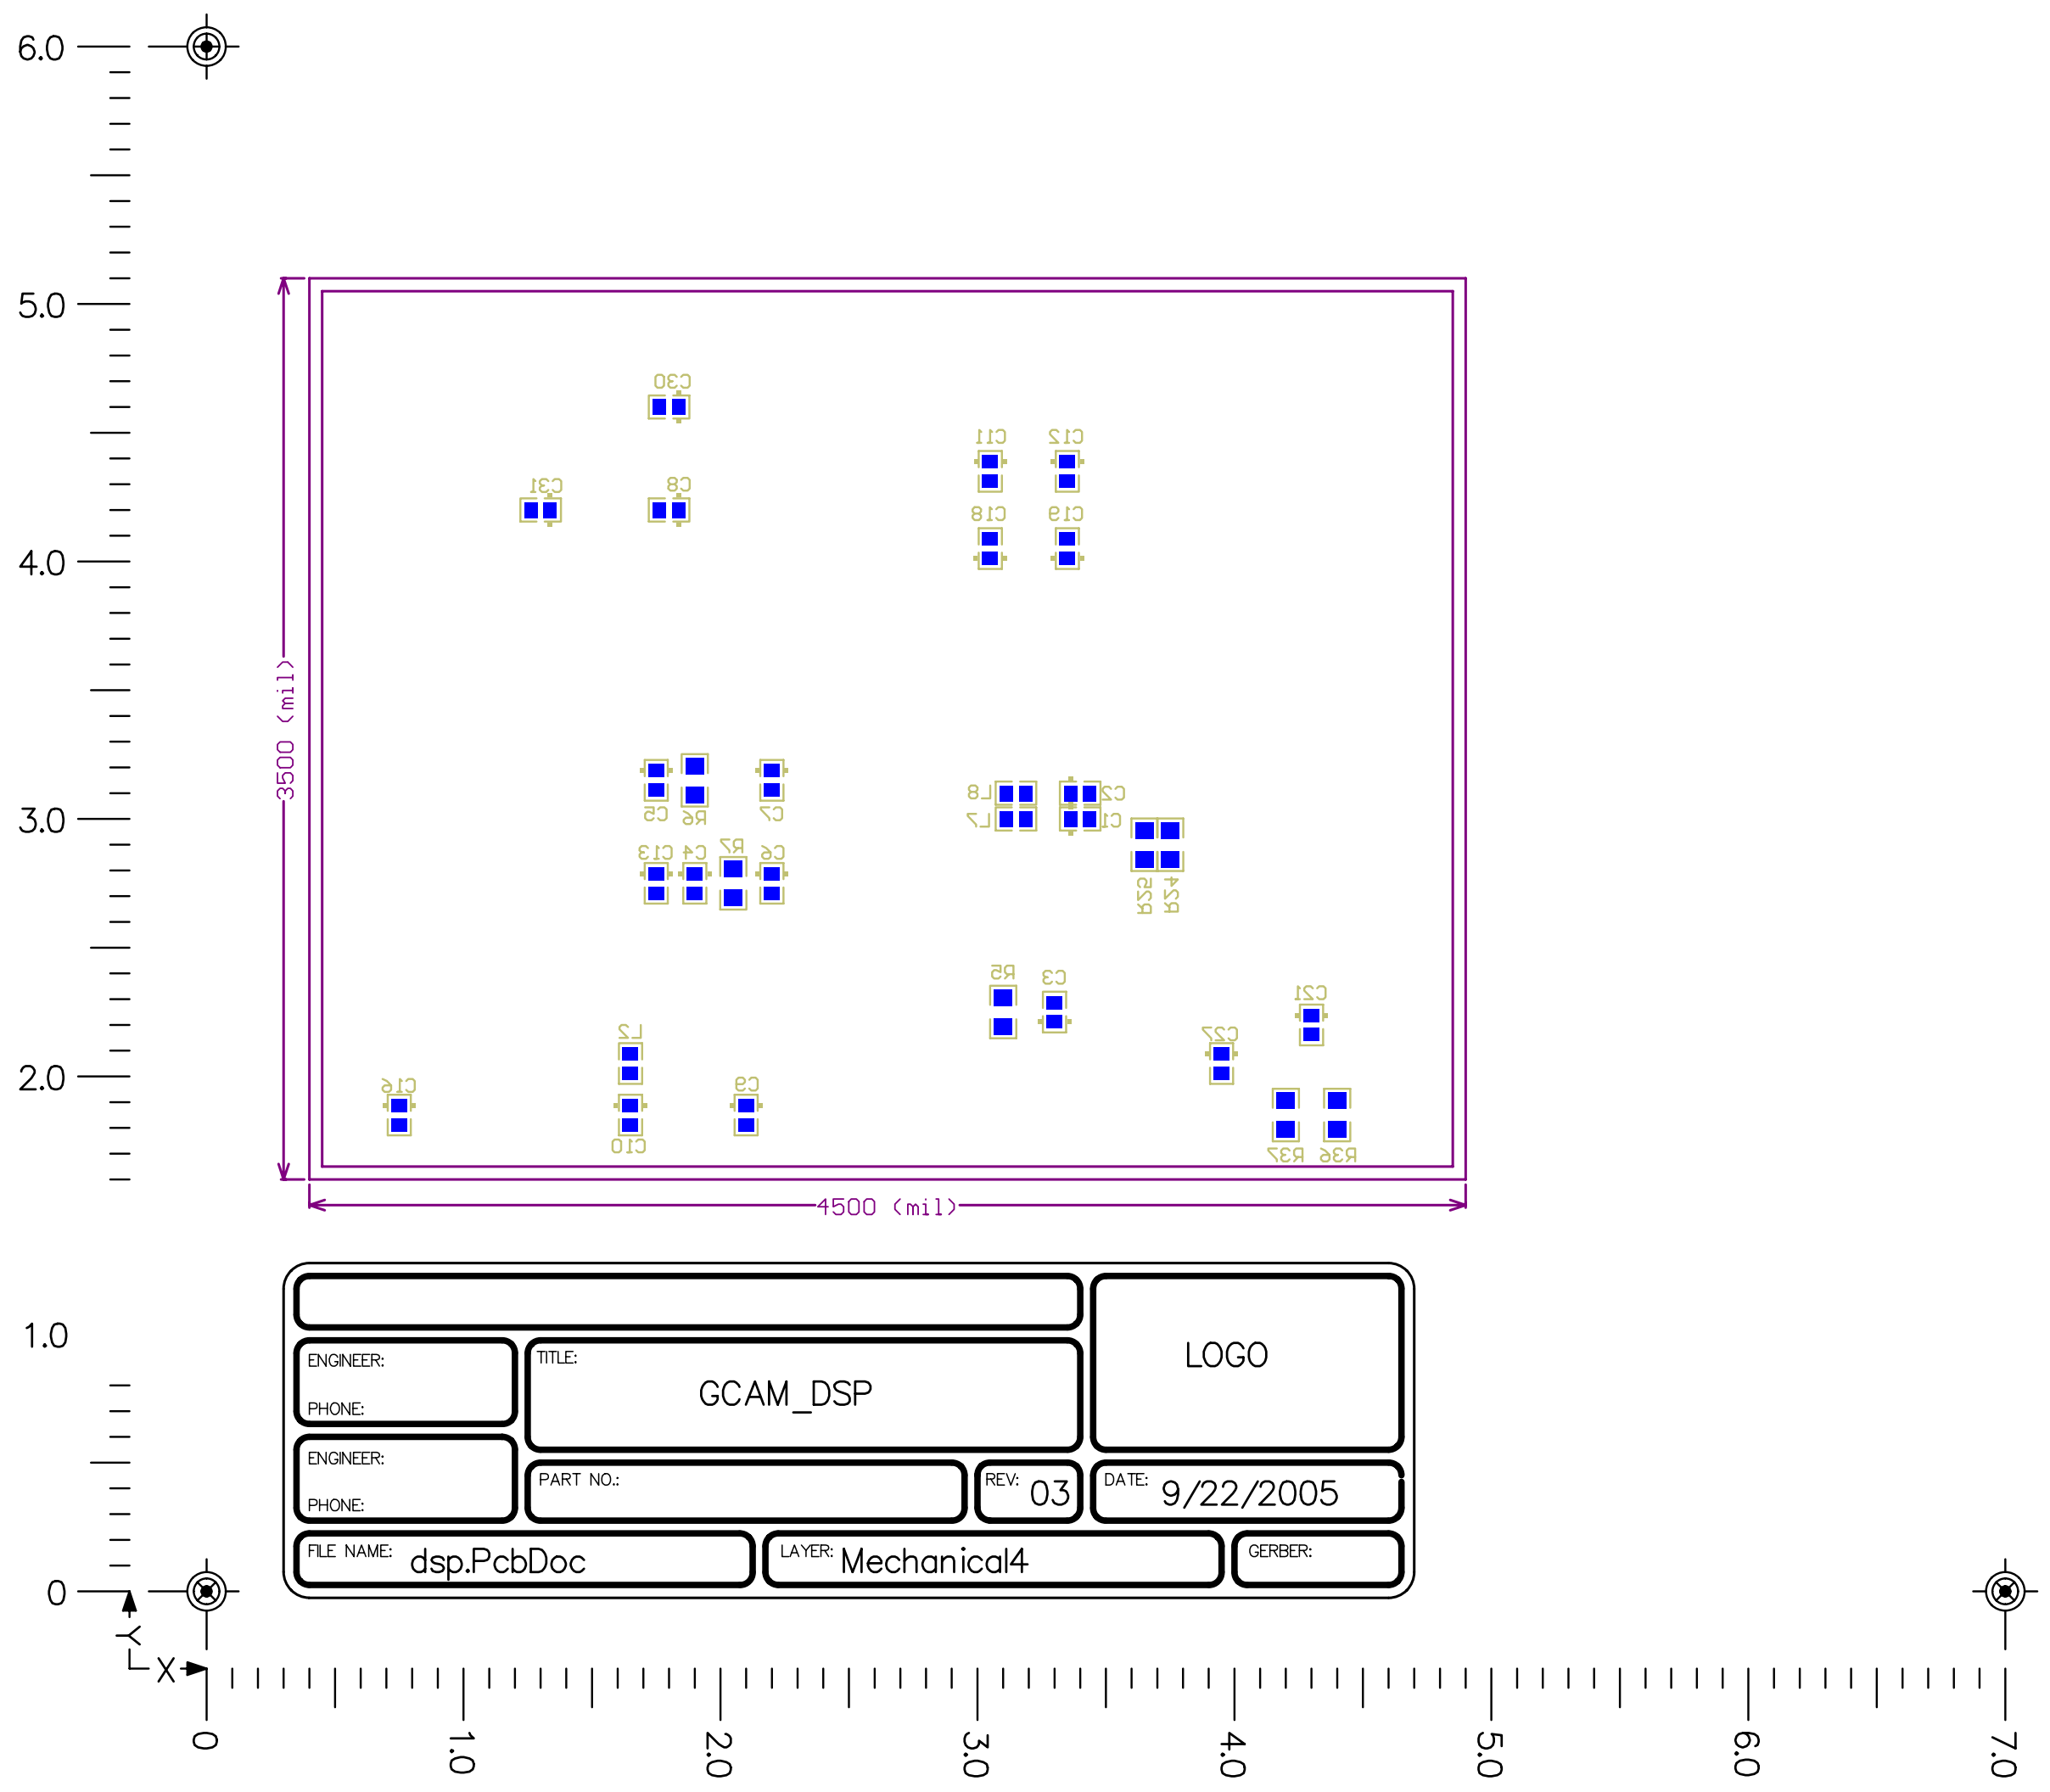 6.0
5.0
C30
C11 C12
C31 C8
C18 C19
4.0
3500 (mil)
L8 C2
C5 R6 C7
3.0
L7 C1
R7
C13 C4 C6
R25 R24
R5 C3
C21
L2
C27
2.0
C16 C9
C10
R37 R36
4500 (mil)
1.0
LOGO
ENGINEER:
TITLE:
GCAM_DSP
PHONE:
ENGINEER:
PART NO.:
REV: 03
DATE: 9/22/2005
PHONE:
FILE NAME: dsp.PcbDoc
LAYER: Mechanical4
GERBER:
0
Y
X
0 1.0 2.0 3.0 4.0 5.0 6.0 7.0